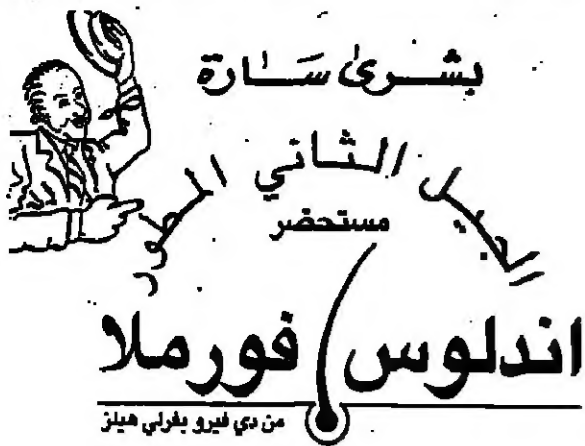 بشرى سارة
الجيل الثاني المطور
مستحضر
اندلوس فورملا
من دي فيرو بفرلي هيلز